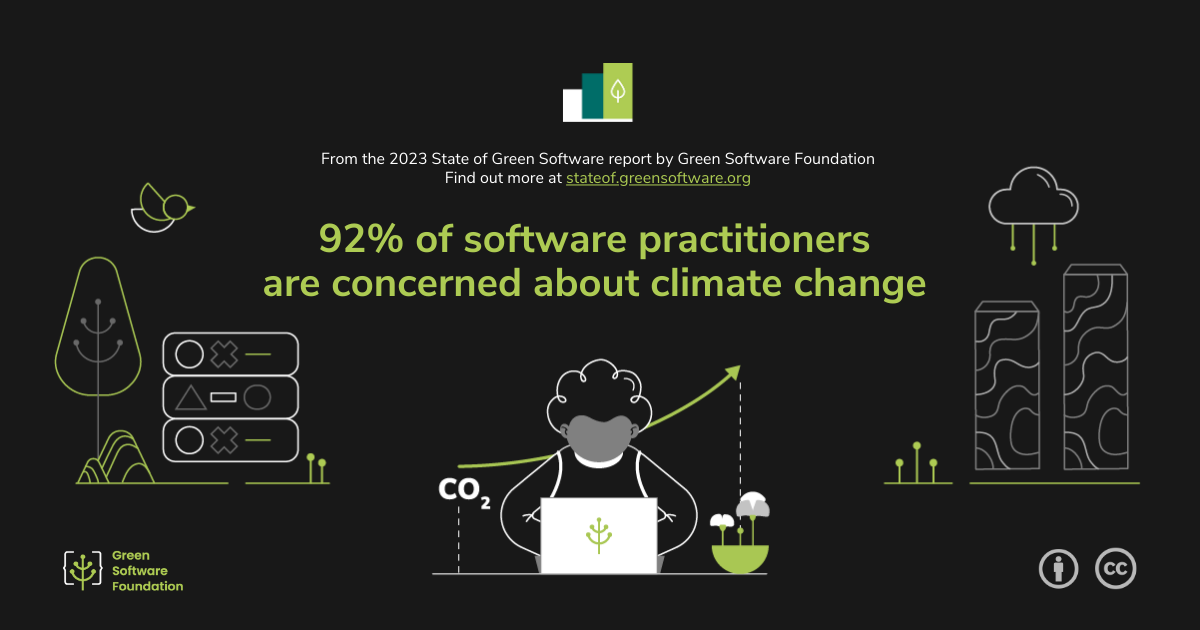 From the 2023 State of Green Software report by Green Software Foundation
Find out more at stateof.greensoftware.org
92% of software practitioners
are concerned about climate change
CO2
Green
Software
Foundation
cc